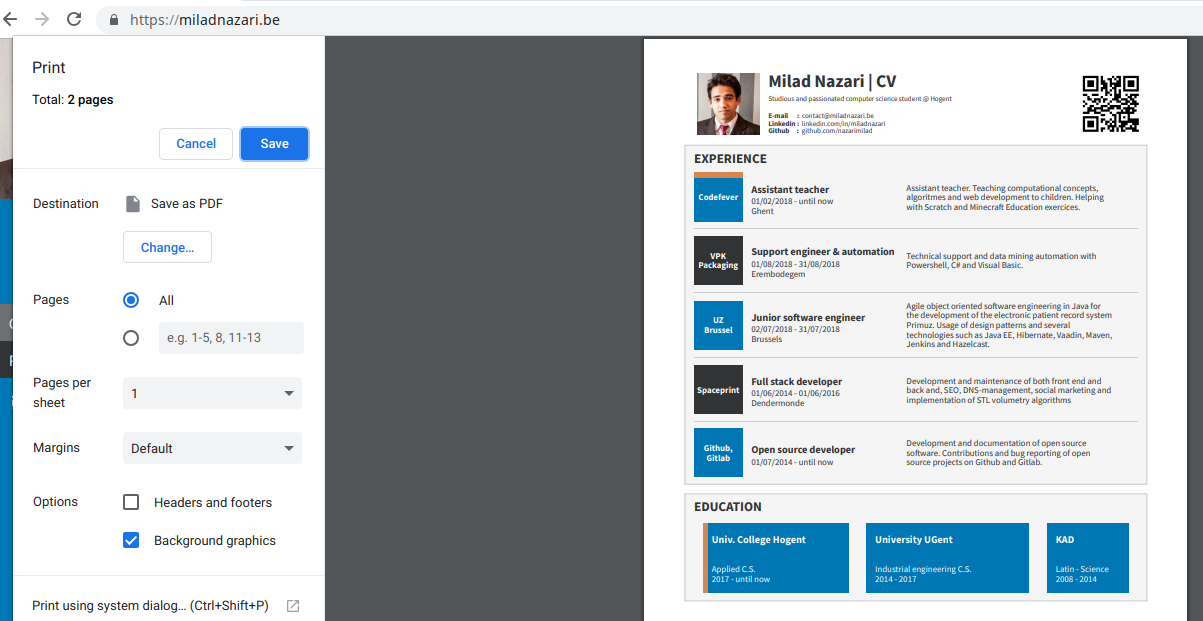 https://miladnazari.be
Print
Total: 2 pages
Cancel
Save
Destination
Save as PDF
Change...
Pages
All
e.g. 1-5, 8, 11-13
Pages per
sheet
1
Margins
Default
Options
Headers and footers
Background graphics
Print using system dialog... (Ctrl+Shift+P)
Milad Nazari | CV
Studious and passionated computer science student @ Hogent
E-mail : contact@miladnazari.be
LinkedIn : linkedin.com/in/miladnazari
Github : github.com/nazarimilad
EXPERIENCE
Codefever
Assistant teacher
01/02/2018 - until now
Ghent
Assistant teacher. Teaching computational concepts,
algoritmes and web development to children. Helping
with Scratch and Minecraft Education exercices.
VPK
Packaging
Support engineer & automation
01/08/2018 - 31/08/2018
Erembodegem
Technical support and data mining automation with
Powershell, C# and Visual Basic.
UZ
Brussel
Junior software engineer
02/07/2018 - 31/07/2018
Brussels
Agile object oriented software engineering in Java for
the development of the electronic patient record system
Primuz. Usage of design patterns and several
technologies such as Java EE, Hibernate, Vaadin, Maven,
Jenkins and Hazelcast.
Spaceprint
Full stack developer
01/06/2014 - 01/06/2016
Dendermonde
Development and maintenance of both front end and
back and, SEO, DNS-management, social marketing and
implementation of STL volumetry algorithms
Github,
Gitlab
Open source developer
01/07/2014 - until now
Development and documentation of open source
software. Contributions and bug reporting of open
source projects on Github and Gitlab.
EDUCATION
Univ. College Hogent
Applied C.S.
2017 - until now
University UGent
Industrial engineering C.S.
2014 - 2017
KAD
Latin - Science
2008 - 2014